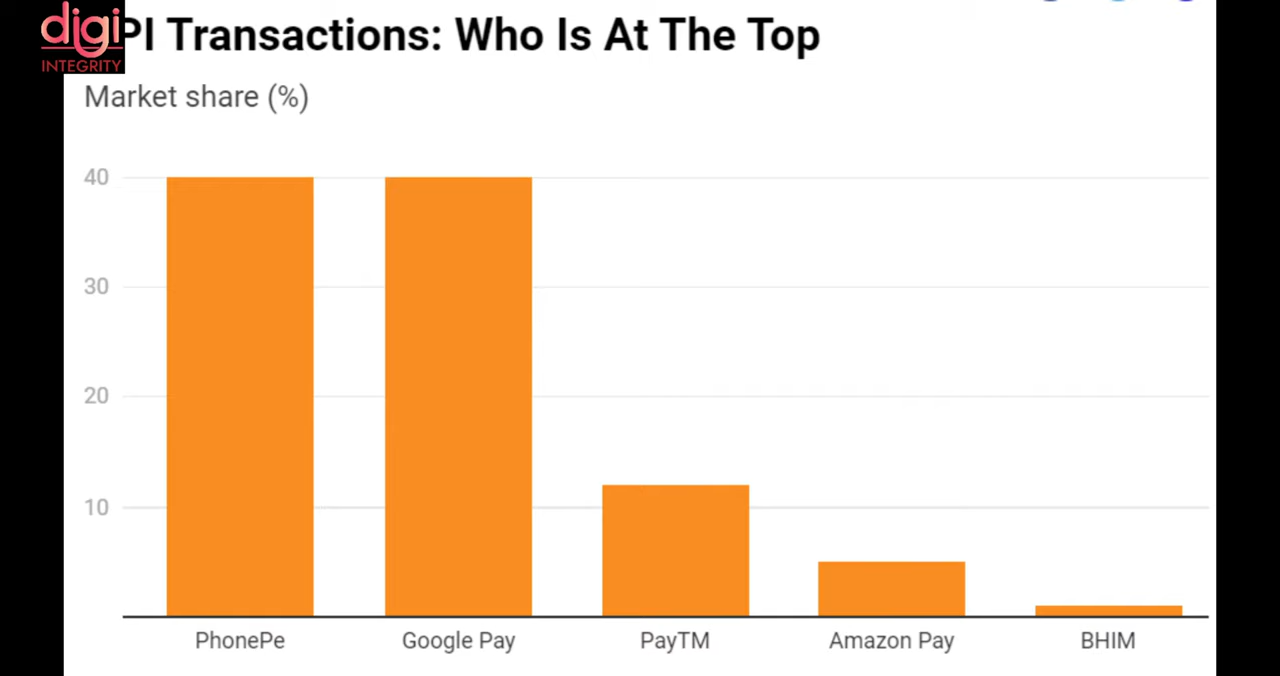 digi
INTEGRITY
PI Transactions: Who Is At The Top
Market share (%)
40
30
20
10
PhonePe Google Pay PayTM Amazon Pay BHIM